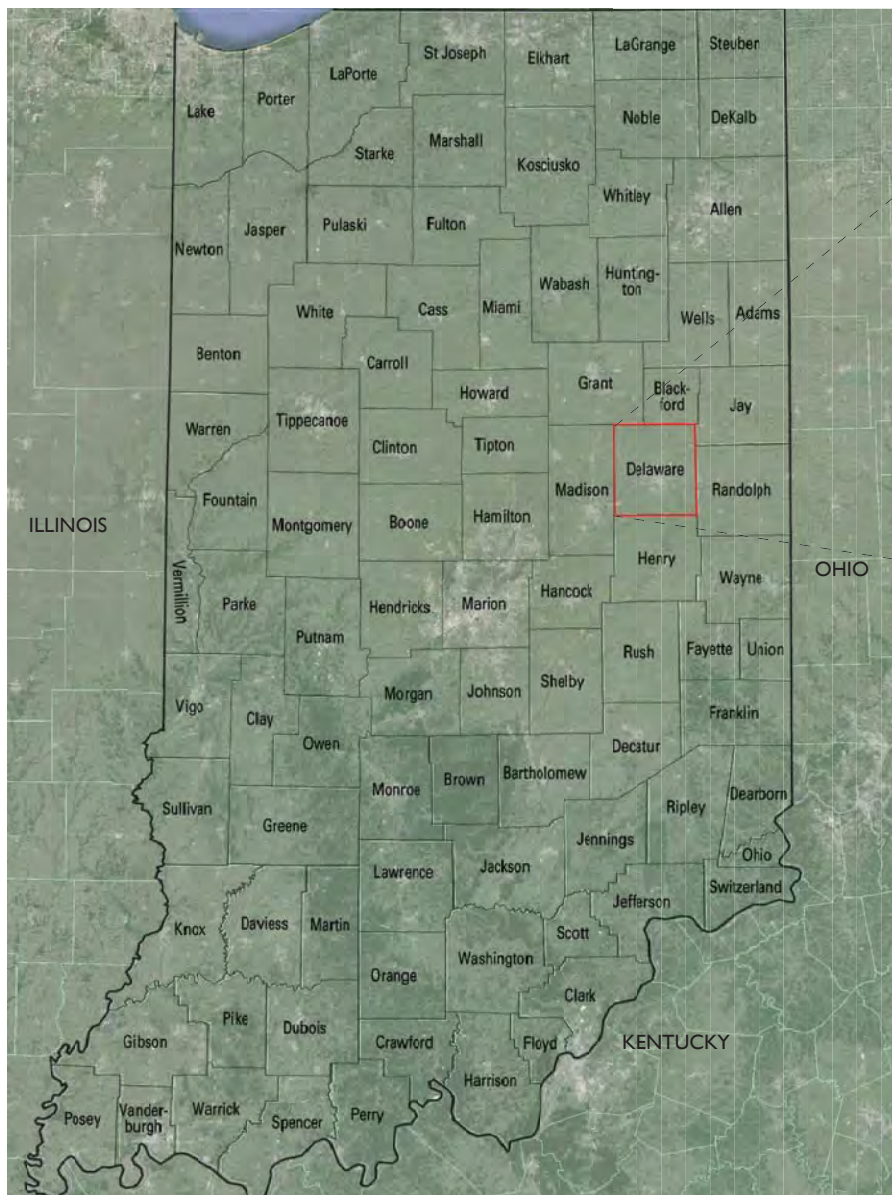 St Joseph
Elkhart
LaGrange
Steuben
LaPorte
Porter
Lake
Noble
DeKalb
Marshall
Starke
Kosciusko
Whitley
Allen
Newton
Jasper
Pulaski
Fulton
Wabash
Hunting-
ton
White
Cass
Miami
Wells
Adams
Benton
Carroll
Grant
Black-
ford
Jay
Howard
Warren
Tippecanoe
Clinton
Tipton
Madison
Delaware
Randolph
Fountain
Montgomery
Boone
Hamilton
ILLINOIS
Henry
OHIO
Vermillion
Parke
Hendricks
Marion
Hancock
Wayne
Putnam
Rush
Fayette
Union
Vigo
Clay
Morgan
Johnson
Shelby
Franklin
Owen
Decatur
Sullivan
Greene
Monroe
Brown
Bartholomew
Ripley
Dearborn
Jennings
Ohio
Lawrence
Jackson
Switzerland
Knox
Daviess
Martin
Jefferson
Scott
Washington
Orange
Clark
Gibson
Pike
Dubois
Crawford
Floyd
KENTUCKY
Harrison
Posey
Vander-
burgh
Warrick
Spencer
Perry